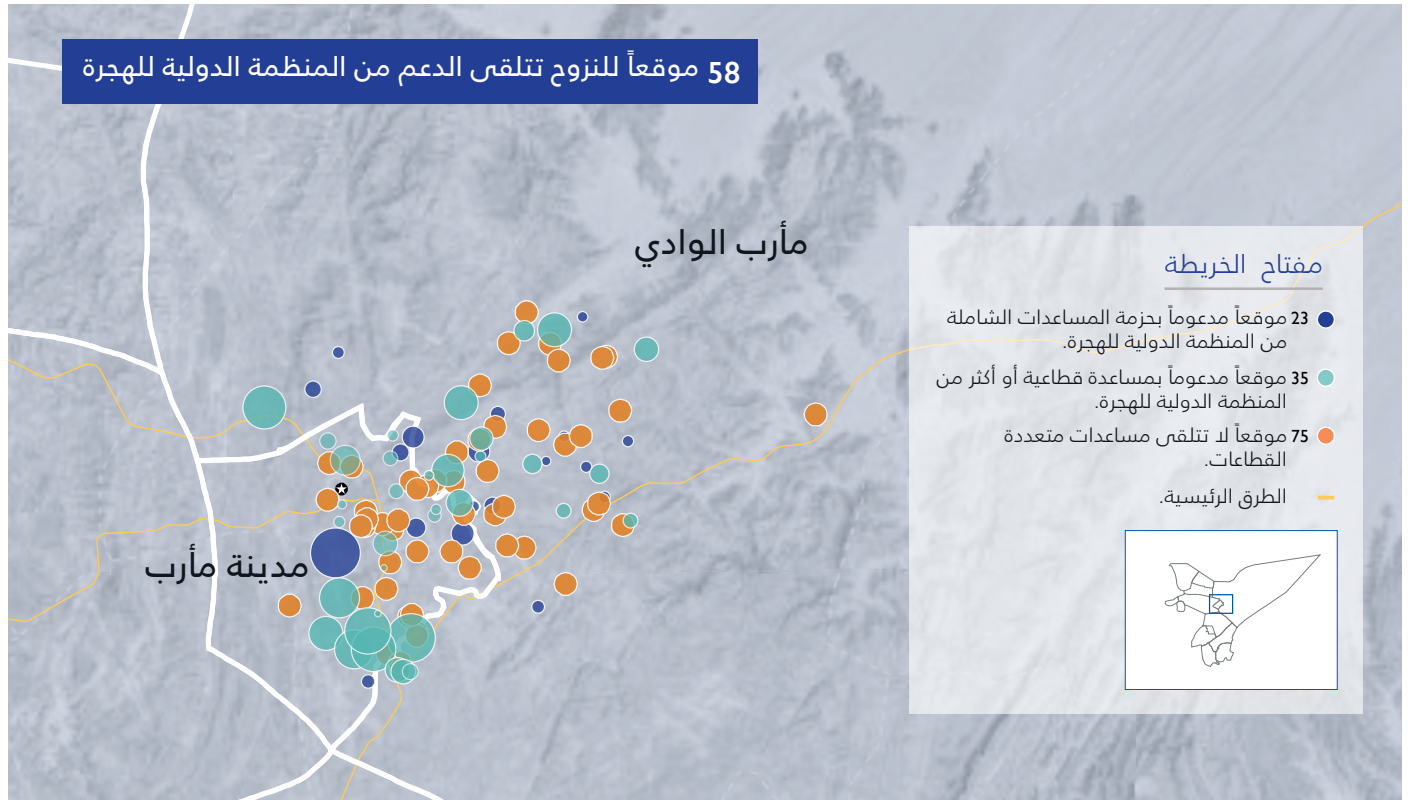 58 موقعاً للنزوح تتلقى الدعم من المنظمة الدولية للهجرة
مأرب الوادي
مدينة مأرب
مفتاح الخريطة
23 موقعاً مدعوماً بحزمة المساعدات الشاملة
من المنظمة الدولية للهجرة.
35 موقعاً مدعوماً بمساعدة قطاعية أو أكثر من
المنظمة الدولية للهجرة.
75 موقعاً لا تتلقى مساعدات متعددة
القطاعات.
الطرق الرئيسية.